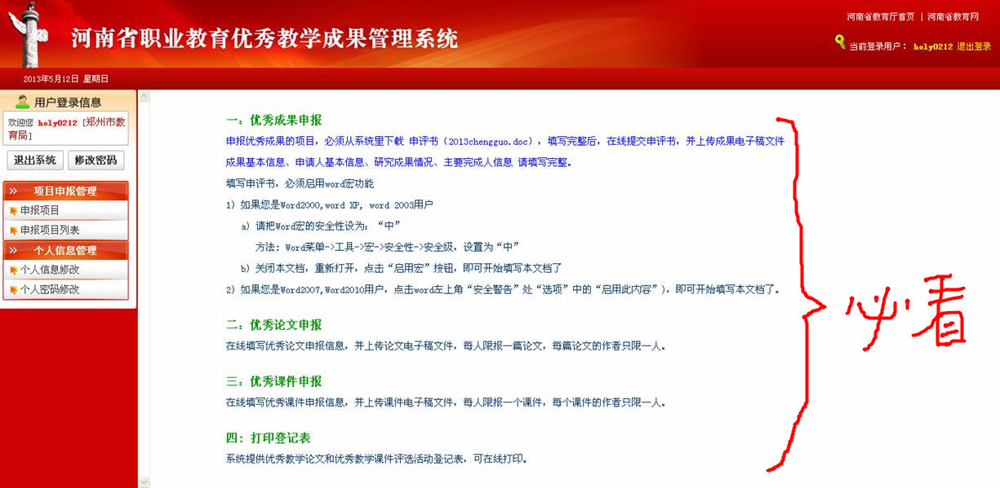 河南省教育厅首页 | 河南省教育网
河南省职业教育优秀教学成果管理系统
当前登录用户： holy0212 退出登录
2013年5月12日 星期日
用户登录信息
欢迎您 holy0212 [郑州市教
育局]
退出系统 修改密码
项目申报管理
申报项目
申报项目列表
个人信息管理
个人信息修改
个人密码修改
一：优秀成果申报
申报优秀成果的项目，必须从系统里下载 申评书（2013chengguo.doc），填写完整后，在线提交申评书，并上传成果电子稿文件
成果基本信息、申请人基本信息、研究成果情况、主要完成人信息 请填写完整。
填写申评书，必须启用word宏功能
1）如果您是Word2000,word XP, word 2003用户
a）请把Word宏的安全性设为：“中”
方法：Word菜单->工具->宏->安全性->安全级，设置为“中”
b）关闭本文档，重新打开，点击“启用宏”按钮，即可开始填写本文档了
2）如果您是Word2007,Word2010用户，点击word左上角“安全警告”处“选项”中的“启用此内容”），即可开始填写本文档了。
二：优秀论文申报
在线填写优秀论文申报信息，并上传论文电子稿文件，每人限报一篇论文，每篇论文的作者只限一人。
三：优秀课件申报
在线填写优秀课件申报信息，并上传课件电子稿文件，每人限报一个课件，每个课件的作者只限一人。
四：打印登记表
系统提供优秀教学论文和优秀教学课件评选活动登记表，可在线打印。
必看